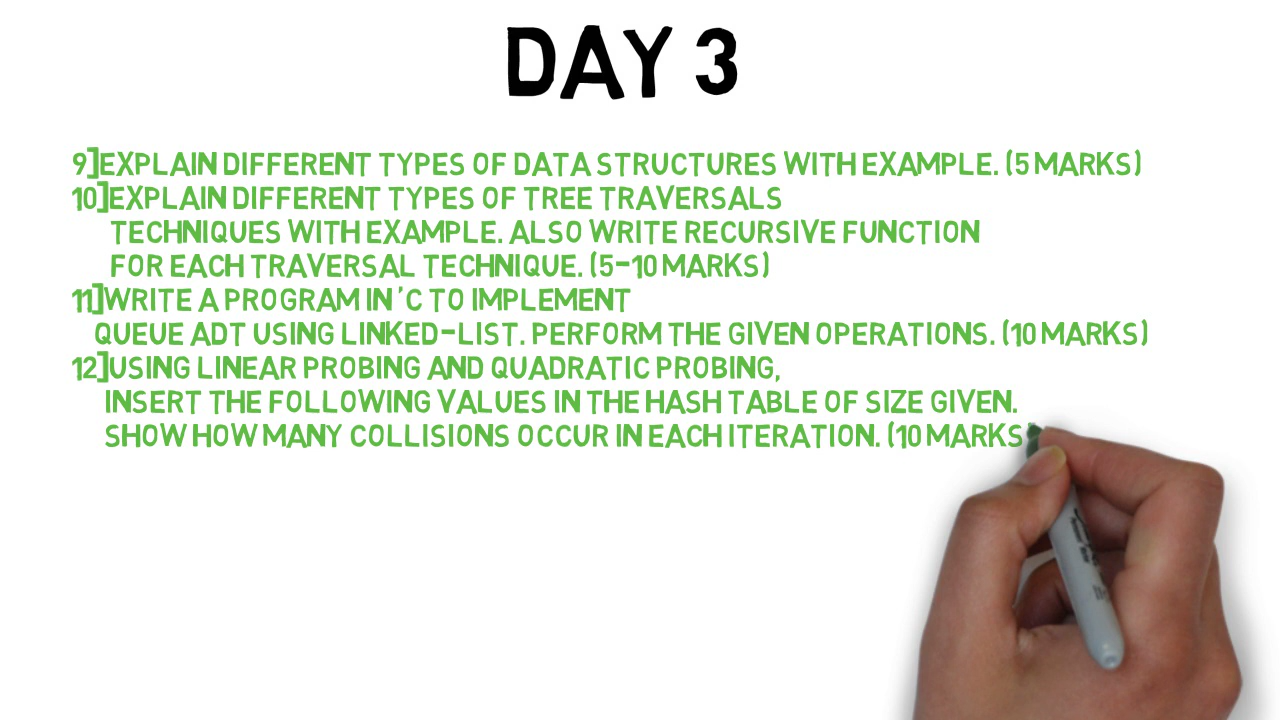 DAY 3
9]EXPLAIN DIFFERENT TYPES OF DATA STRUCTURES WITH EXAMPLE. (5 MARKS)
10]EXPLAIN DIFFERENT TYPES OF TREE TRAVERSALS
TECHNIQUES WITH EXAMPLE. ALSO WRITE RECURSIVE FUNCTION
FOR EACH TRAVERSAL TECHNIQUE. (5-10 MARKS)
11]WRITE A PROGRAM IN 'C TO IMPLEMENT
QUEUE ADT USING LINKED-LIST. PERFORM THE GIVEN OPERATIONS. (10 MARKS)
12]USING LINEAR PROBING AND QUADRATIC PROBING,
INSERT THE FOLLOWING VALUES IN THE HASH TABLE OF SIZE GIVEN.
SHOW HOW MANY COLLISIONS OCCUR IN EACH ITERATION. (10 MARKS